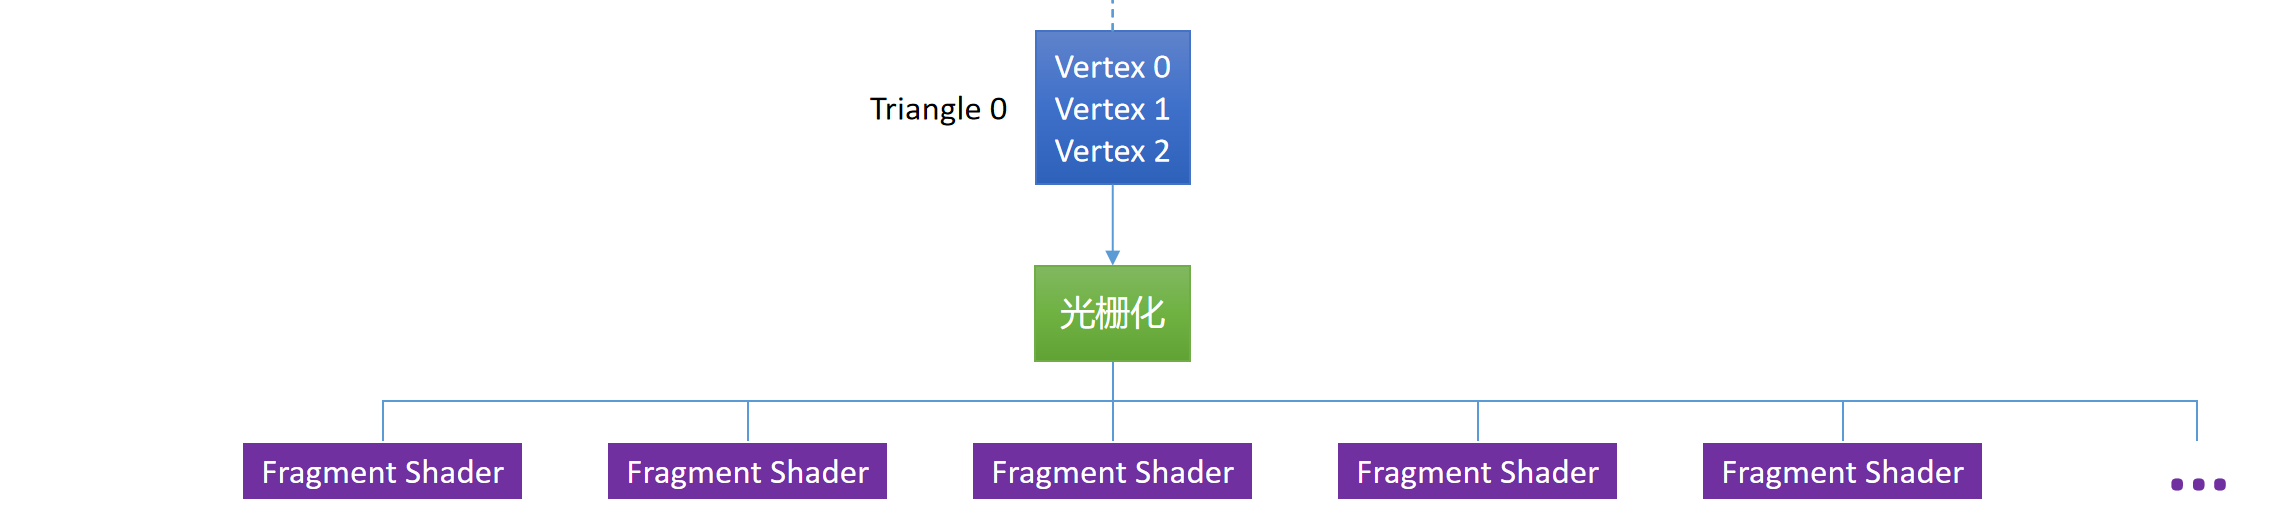 Vertex 0
Triangle 0
Vertex 1
Vertex 2
光栅化
Fragment Shader
Fragment Shader
Fragment Shader
Fragment Shader
Fragment Shader
...